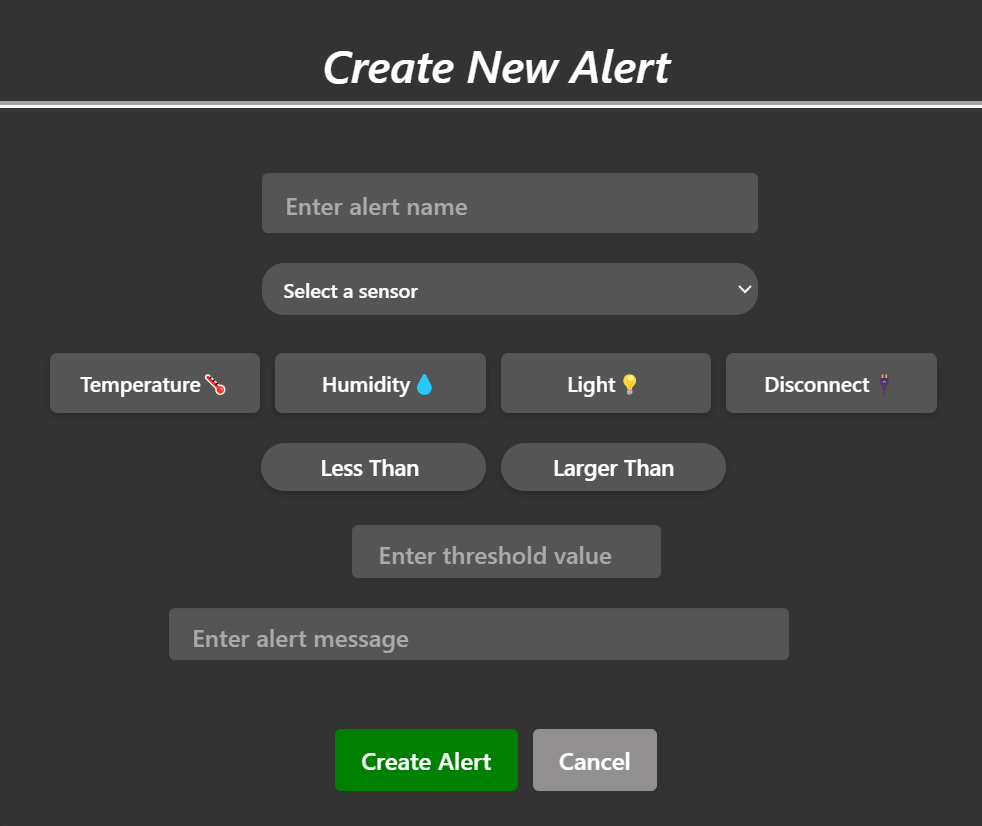 Create New Alert
Enter alert name
Select a sensor
Temperature🌡️ Humidity💧 Light💡 Disconnect🔌
Less Than Larger Than
Enter threshold value
Enter alert message
Create Alert Cancel